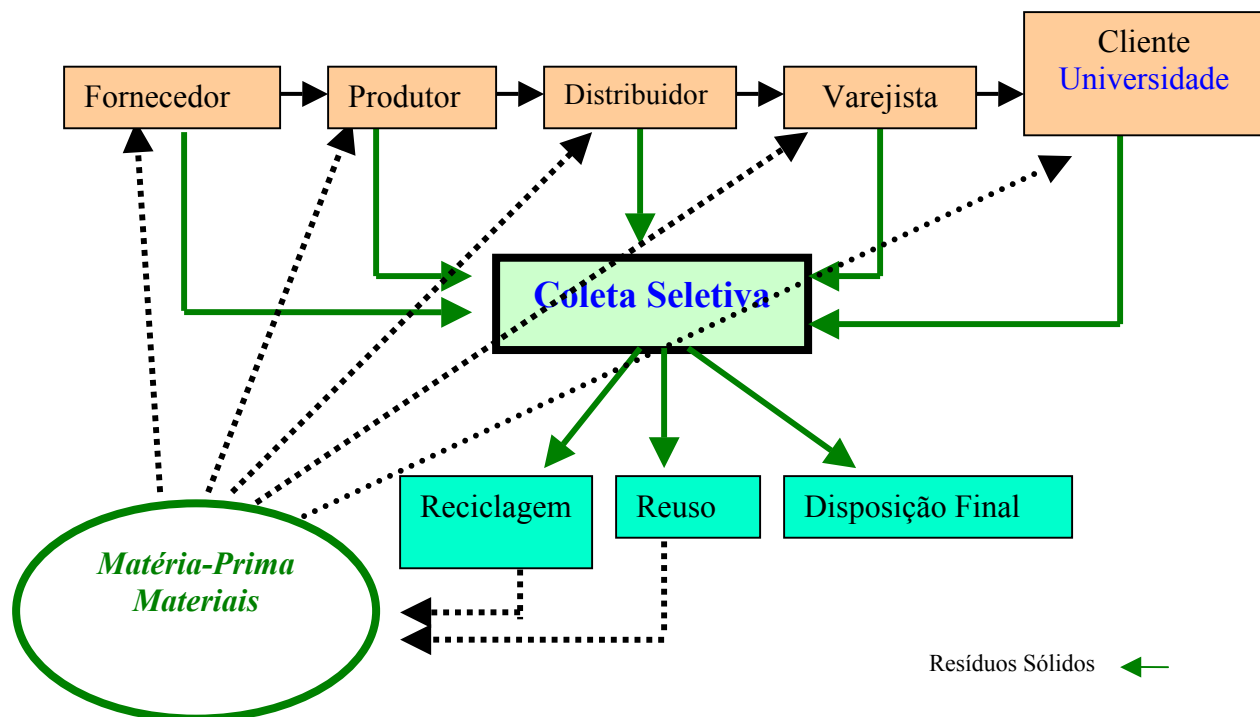 Fornecedor
Produtor
Distribuidor
Varejista
Cliente
Universidade
Coleta Seletiva
Reciclagem
Reuso
Disposição Final
Matéria-Prima
Materiais
Resíduos Sólidos